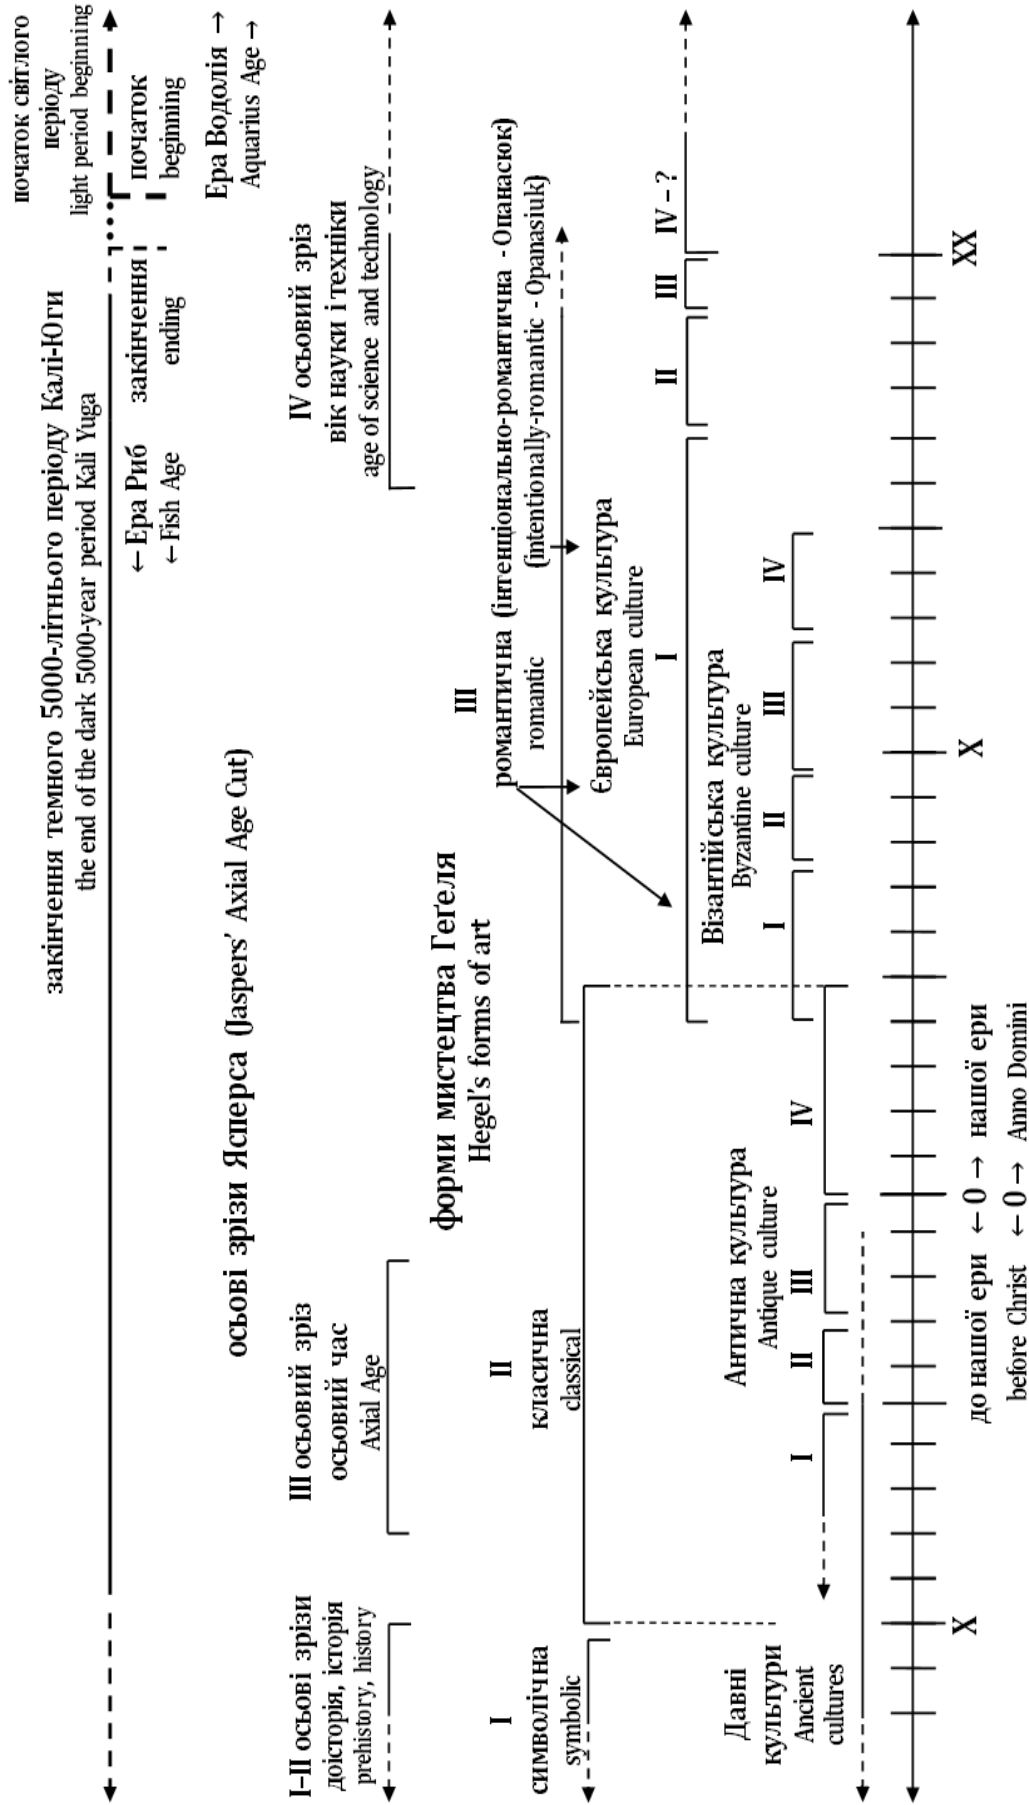 початок світлого
періоду
light period beginning
закінчення темного 5000-літнього періоду Калі-Юги
the end of the dark 5000-year period Kali Yuga
← Ера Риб закінчення
← Fish Age ending
початок
beginning
Ера Водолія →
Aquarius Age →
осьові зрізи Ясперса (Jaspers' Axial Age Cut)
I–II осьові зрізи
доісторія, історія
prehistory, history
III осьовий зріз
осьовий час
Axial Age
IV осьовий зріз
вік науки і техніки
age of science and technology
форми мистецтва Геґеля
Hegel's forms of art
I
символічна
symbolic
II
класична
classical
III
романтична (інтенціонально-романтична - Опанасюк)
romantic (intentionally-romantic - Opanasiuk)
Європейська культура
European culture
I II III IV – ?
Давні
культури
Ancient
cultures
Антична культура
Antique culture
I II III IV
Візантійська культура
Byzantine culture
I II III IV
X X XX
до нашої ери ← 0 → нашої ери
before Christ ← 0 → Anno Domini